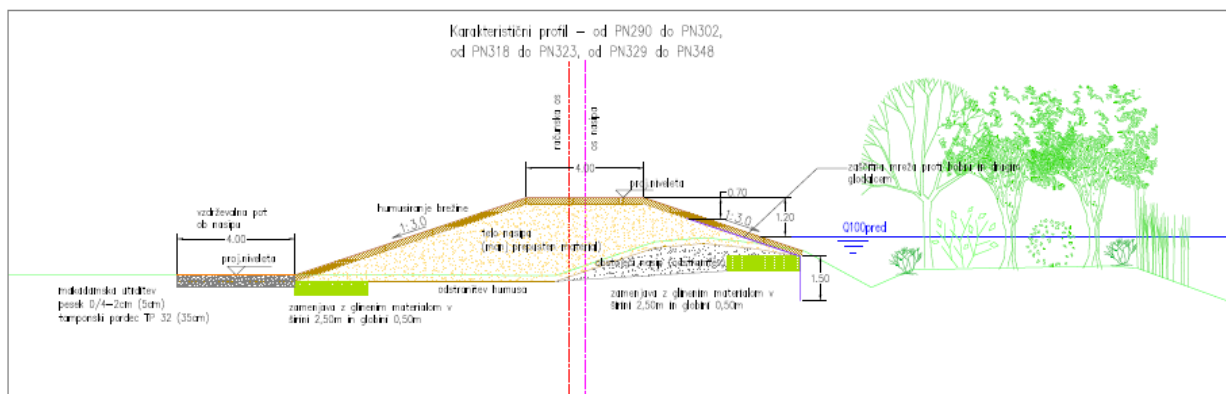 Karakteristični profil – od PN290 do PN302,
od PN318 do PN323, od PN329 do PN348
računska os
os nasipa
4.00
proj.niveleta
0.70
zaščitna mreža proti bobru in drugim
glodalcem
humusiranje brežine
1:3.0
1:3.0
1.20
vzdrževalna pot
ob nasipu
4.00
proj.niveleta
telo nasipa
(manj prepusten material)
Q100pred
obstoječi nasip (odstranitev)
makadamska utrditev
pesek 0/4-2cm (5cm)
tamponski TP 32 (35cm)
odstranitev humusa
zamenjava z glinenim materialom v
širini 2,50m in globini 0,50m
zamenjava z glinenim materialom v
širini 2,50m in globini 0,50m
1.50